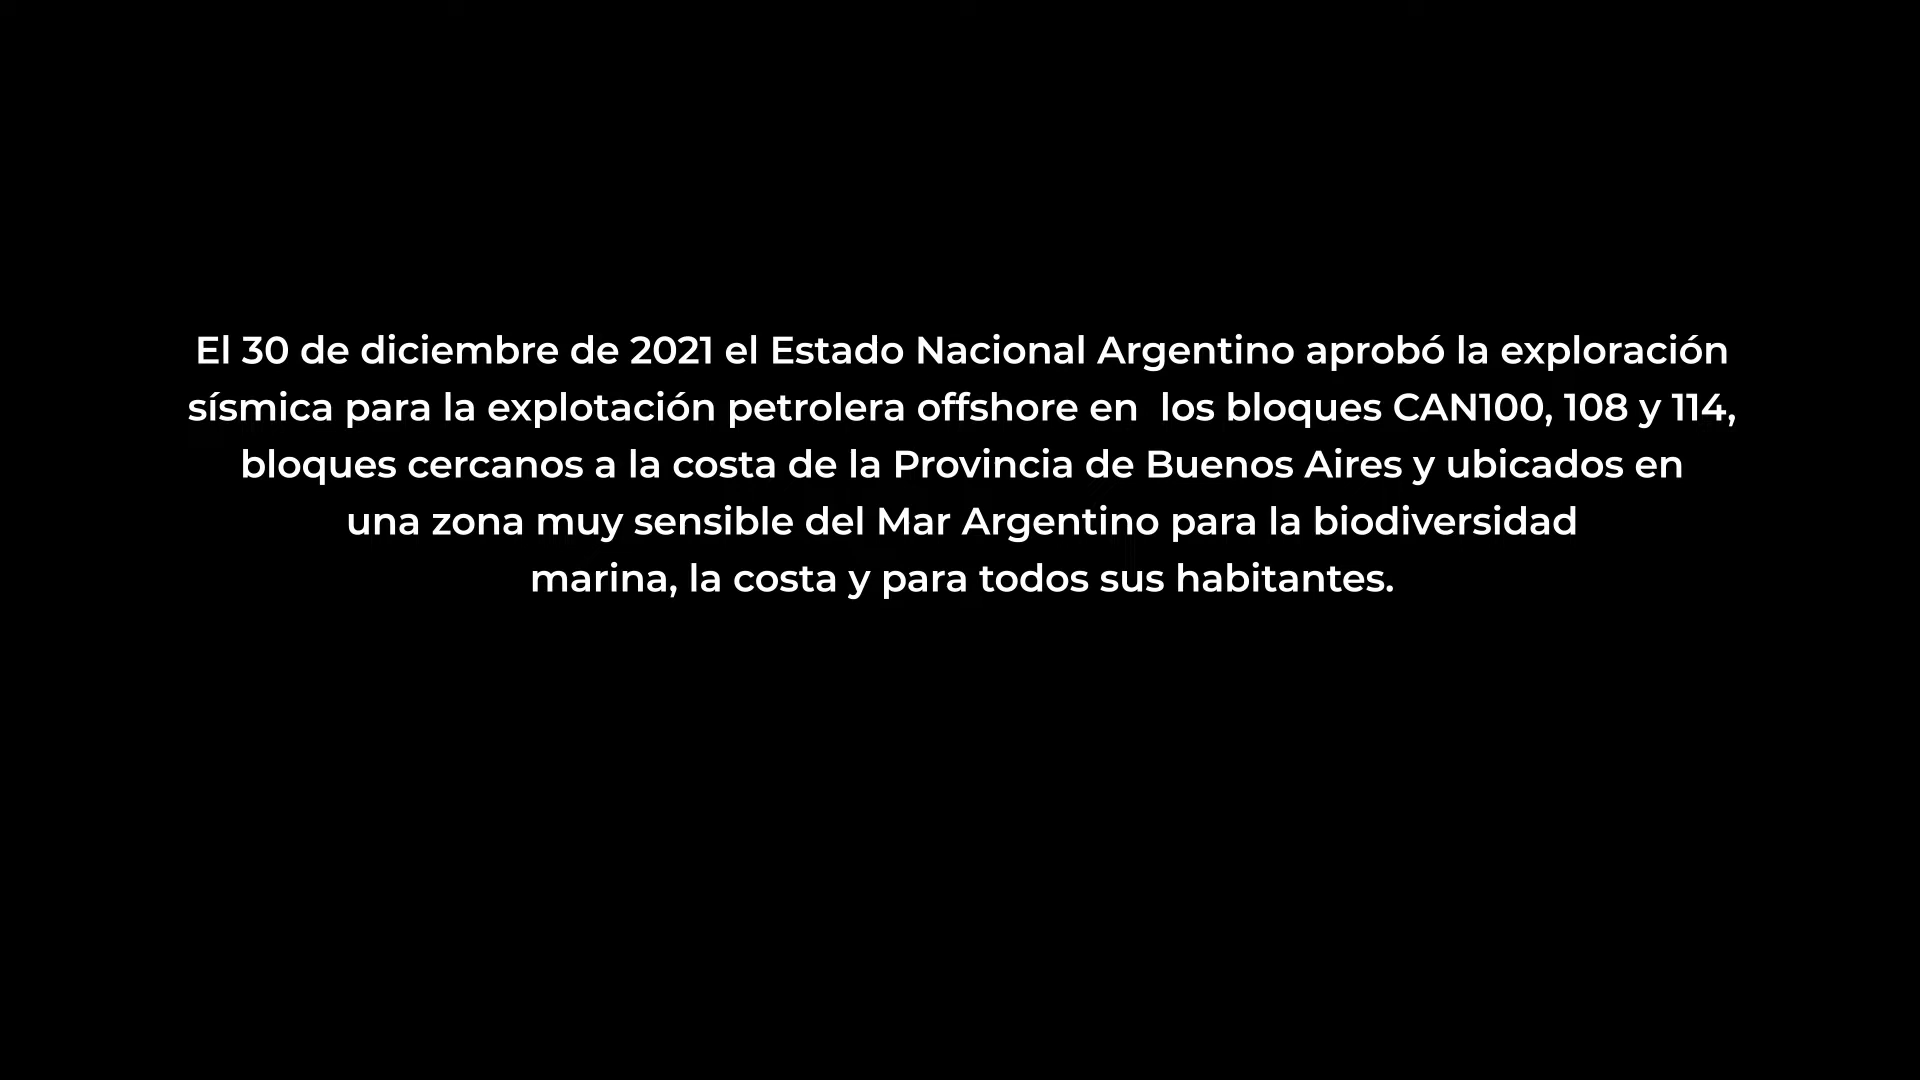 El 30 de diciembre de 2021 el Estado Nacional Argentino aprobó la exploración
sísmica para la explotación petrolera offshore en  los bloques CAN100, 108 y 114,
bloques cercanos a la costa de la Provincia de Buenos Aires y ubicados en
una zona muy sensible del Mar Argentino para la biodiversidad
marina, la costa y para todos sus habitantes.